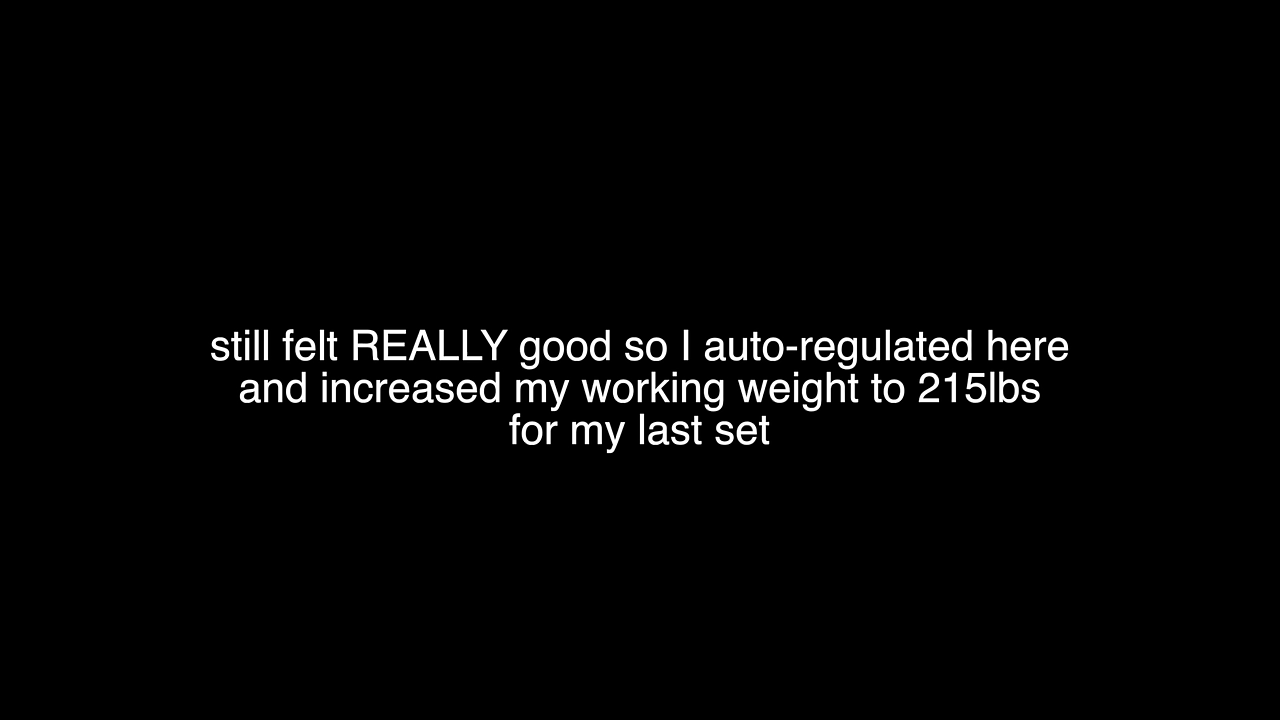 still felt REALLY good so I auto-regulated here
and increased my working weight to 215lbs
for my last set